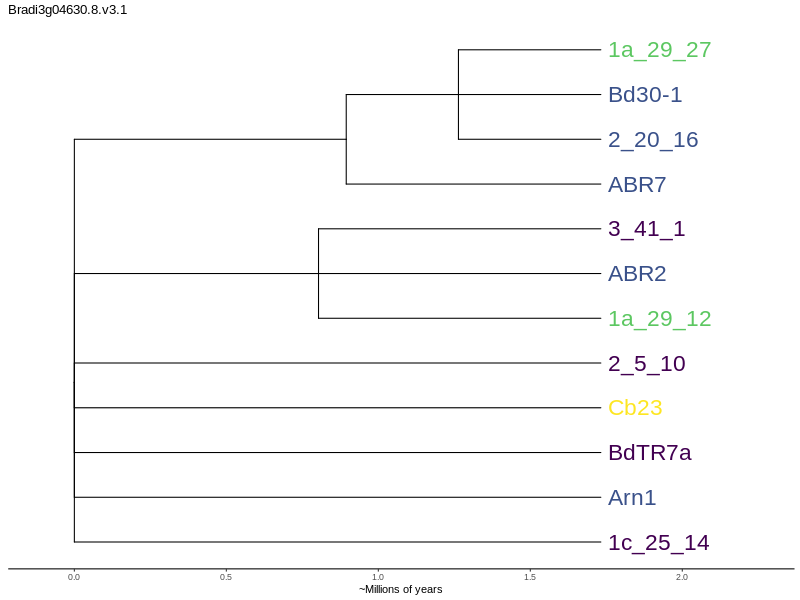 Bradi3g04630.8.v3.1
1a_29_27
Bd30-1
2_20_16
ABR7
3_41_1
ABR2
1a_29_12
2_5_10
Cb23
BdTR7a
Arn1
1c_25_14
0.0 0.5 1.0 1.5 2.0
~Millions of years